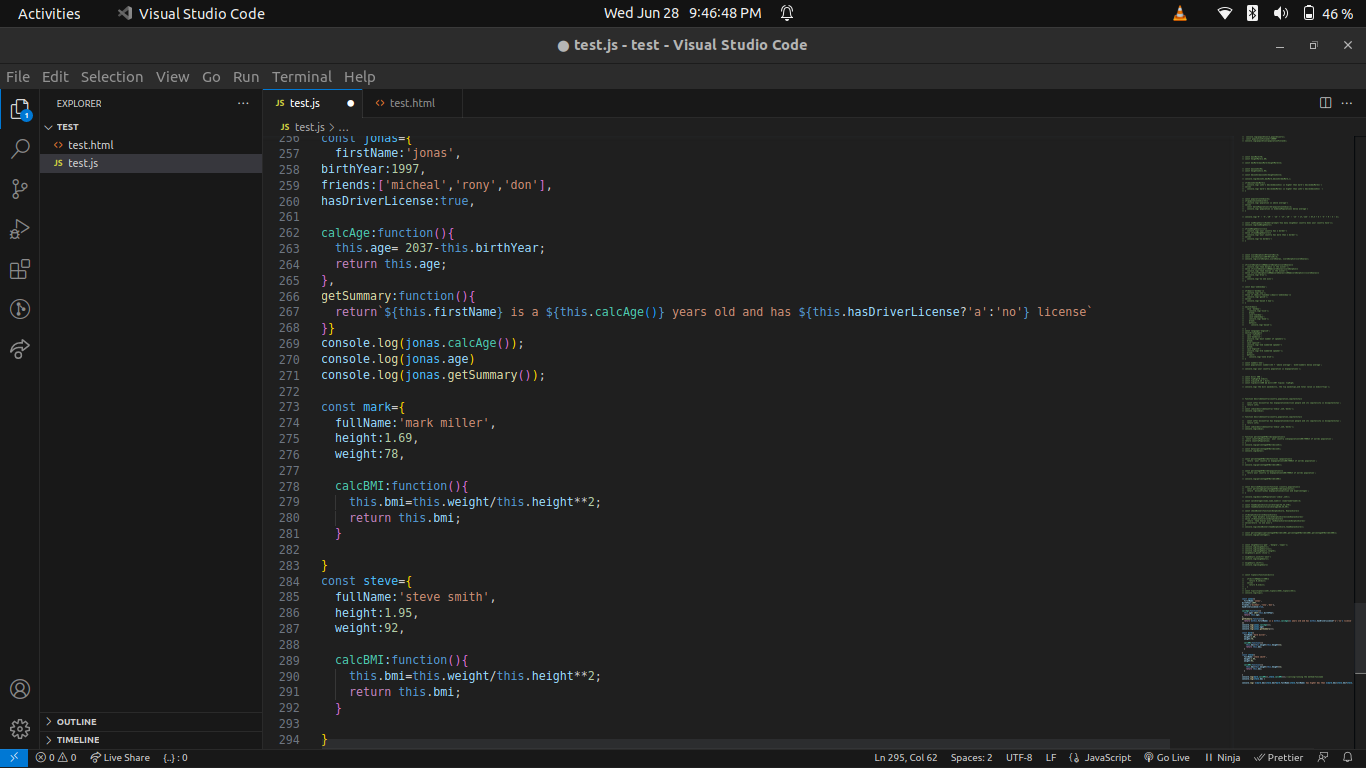 Activities
Visual Studio Code
Wed Jun 28 9:46:48 PM
46 %
● test.js - test - Visual Studio Code
File Edit Selection View Go Run Terminal Help
EXPLORER
TEST
test.html
JS test.js
1
OUTLINE
TIMELINE
JS test.js
test.html
JS test.js > ...
256 const jonas={
257 firstName:'jonas',
258 birthYear:1997,
259 friends:['micheal','rony','don'],
260 hasDriverLicense:true,
261
262 calcAge:function(){
263 this.age= 2037-this.birthYear;
264 return this.age;
265 },
266 getSummary:function(){
267 return`${this.firstName} is a ${this.calcAge()} years old and has ${this.hasDriverLicense?'a':'no'} license`
268 }}
269 console.log(jonas.calcAge());
270 console.log(jonas.age)
271 console.log(jonas.getSummary());
272
273 const mark={
274 fullName:'mark miller',
275 height:1.69,
276 weight:78,
277
278 calcBMI:function(){
279 this.bmi=this.weight/this.height**2;
280 return this.bmi;
281 }
282
283 }
284 const steve={
285 fullName:'steve smith',
286 height:1.95,
287 weight:92,
288
289 calcBMI:function(){
290 this.bmi=this.weight/this.height**2;
291 return this.bmi;
292 }
293
294 }
0 0 Live Share {..} : 0
Ln 295, Col 62 Spaces: 2 UTF-8 LF JavaScript Go Live Ninja Prettier